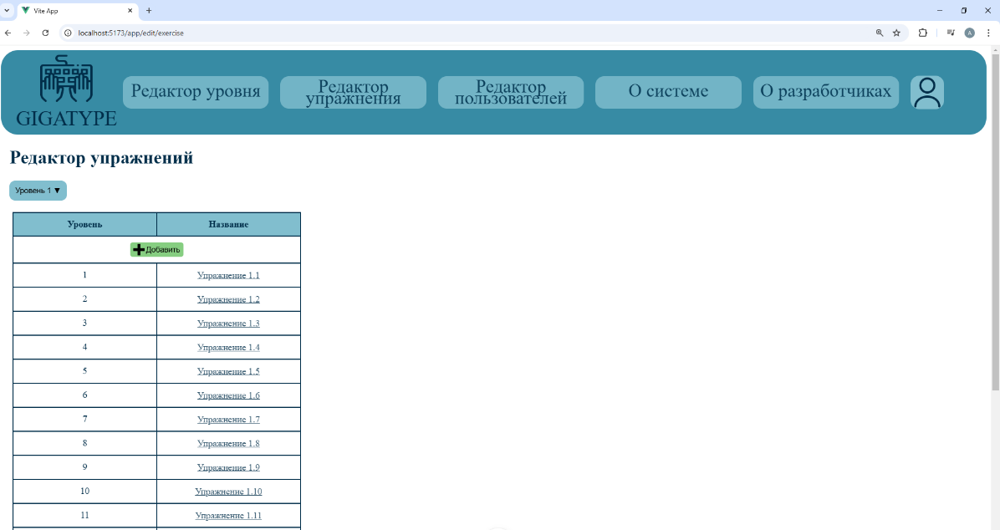 Vite App
localhost:5173/app/edit/exercise
A
GIGATYPE
Редактор уровня
Редактор
упражнения
Редактор
пользователей
О системе
О разработчиках
Редактор упражнений
Уровень 1 ▼
Уровень Название
Добавить
1 Упражнение 1.1
2 Упражнение 1.2
3 Упражнение 1.3
4 Упражнение 1.4
5 Упражнение 1.5
6 Упражнение 1.6
7 Упражнение 1.7
8 Упражнение 1.8
9 Упражнение 1.9
10 Упражнение 1.10
11 Упражнение 1.11